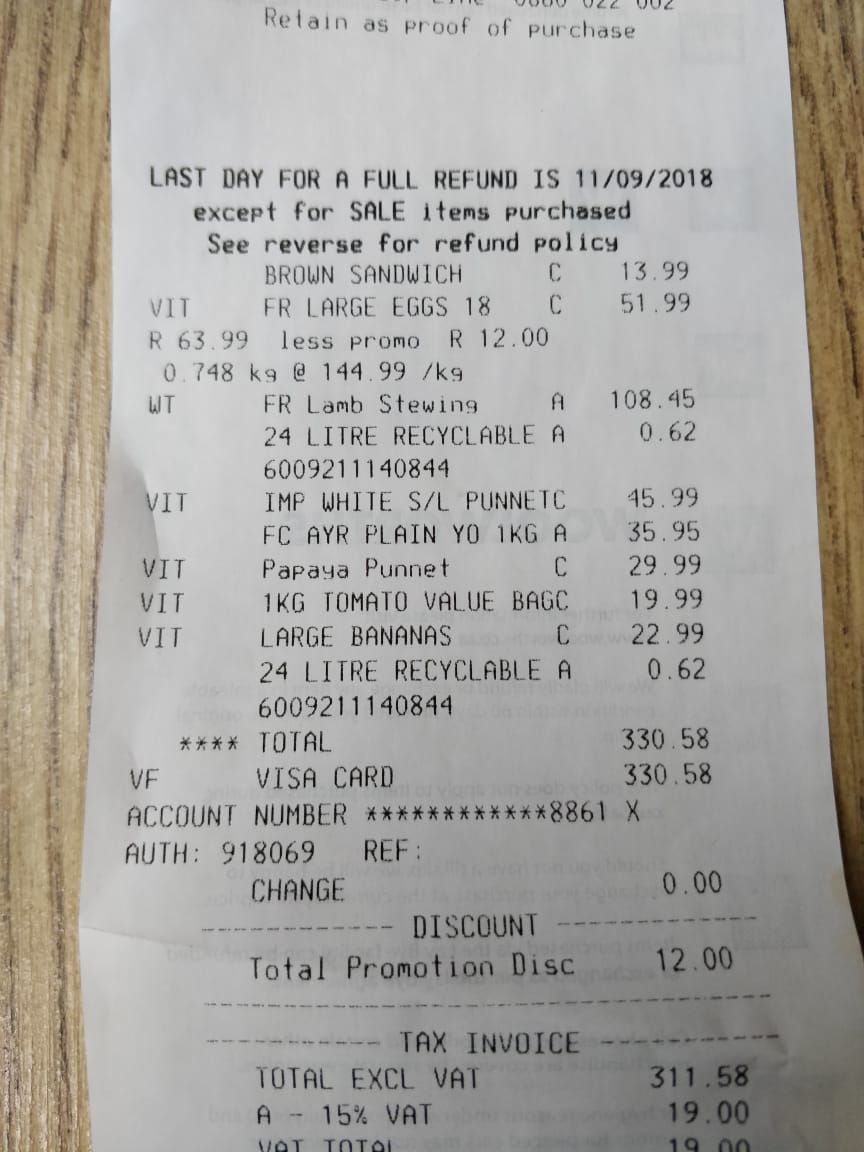 0860 022 002
Retain as proof of purchase
LAST DAY FOR A FULL REFUND IS 11/09/2018
except for SALE items purchased
See reverse for refund policy
BROWN SANDWICH C 13.99
VIT FR LARGE EGGS 18 C 51.99
R 63.99 less promo R 12.00
0.748 kg @ 144.99 /kg
WT FR Lamb Stewing A 108.45
24 LITRE RECYCLABLE A 0.62
6009211140844
VIT IMP WHITE S/L PUNNETC 45.99
FC AYR PLAIN YO 1KG A 35.95
VIT Papaya Punnet C 29.99
VIT 1KG TOMATO VALUE BAGC 19.99
VIT LARGE BANANAS C 22.99
24 LITRE RECYCLABLE A 0.62
6009211140844
**** TOTAL 330.58
VF VISA CARD 330.58
ACCOUNT NUMBER ************8861 X
AUTH: 918069 REF:
CHANGE 0.00
------------ DISCOUNT ------------
Total Promotion Disc 12.00
----------------------------------
----------- TAX INVOICE -----------
TOTAL EXCL VAT 311.58
A - 15% VAT 19.00
VAT TOTAL 19.00